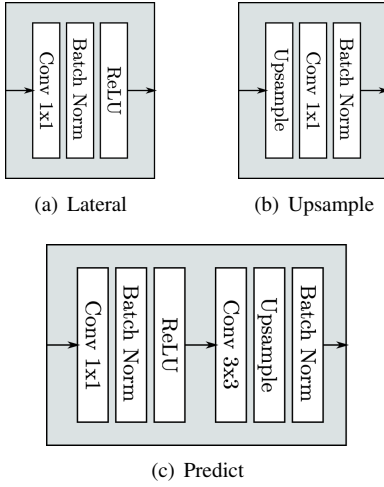 Conv 1x1
Batch Norm
ReLU
(a) Lateral
Upsample
Conv 1x1
Batch Norm
(b) Upsample
Conv 1x1
Batch Norm
ReLU
Conv 3x3
Upsample
Batch Norm
(c) Predict